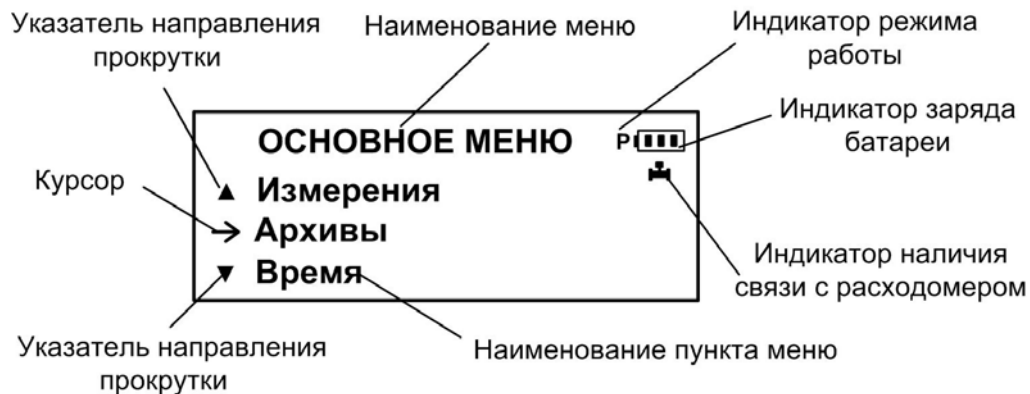 Указатель направления
прокрутки
Наименование меню
Индикатор режима
работы
Индикатор заряда
батареи
ОСНОВНОЕ МЕНЮ
Р
Курсор
Измерения
Архивы
Время
Индикатор наличия
связи с расходомером
Указатель направления
прокрутки
Наименование пункта меню